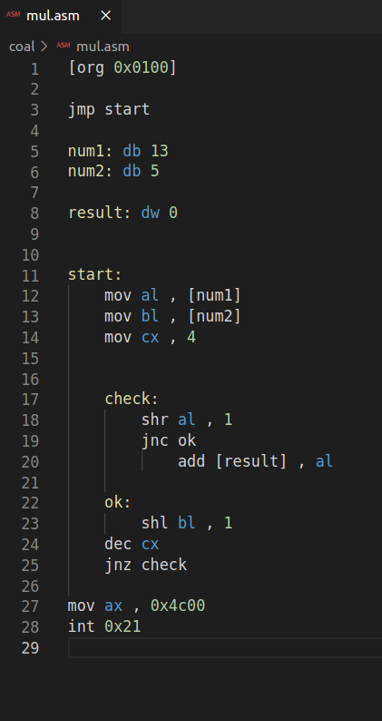 ASM mul.asm ×
coal > ASM mul.asm
1 [org 0x0100]
2
3 jmp start
4
5 num1: db 13
6 num2: db 5
7
8 result: dw 0
9
10
11 start:
12     mov al , [num1]
13     mov bl , [num2]
14     mov cx , 4
15
16
17     check:
18         shr al , 1
19         jnc ok
20             add [result] , al
21
22     ok:
23         shl bl , 1
24     dec cx
25     jnz check
26
27 mov ax , 0x4c00
28 int 0x21
29